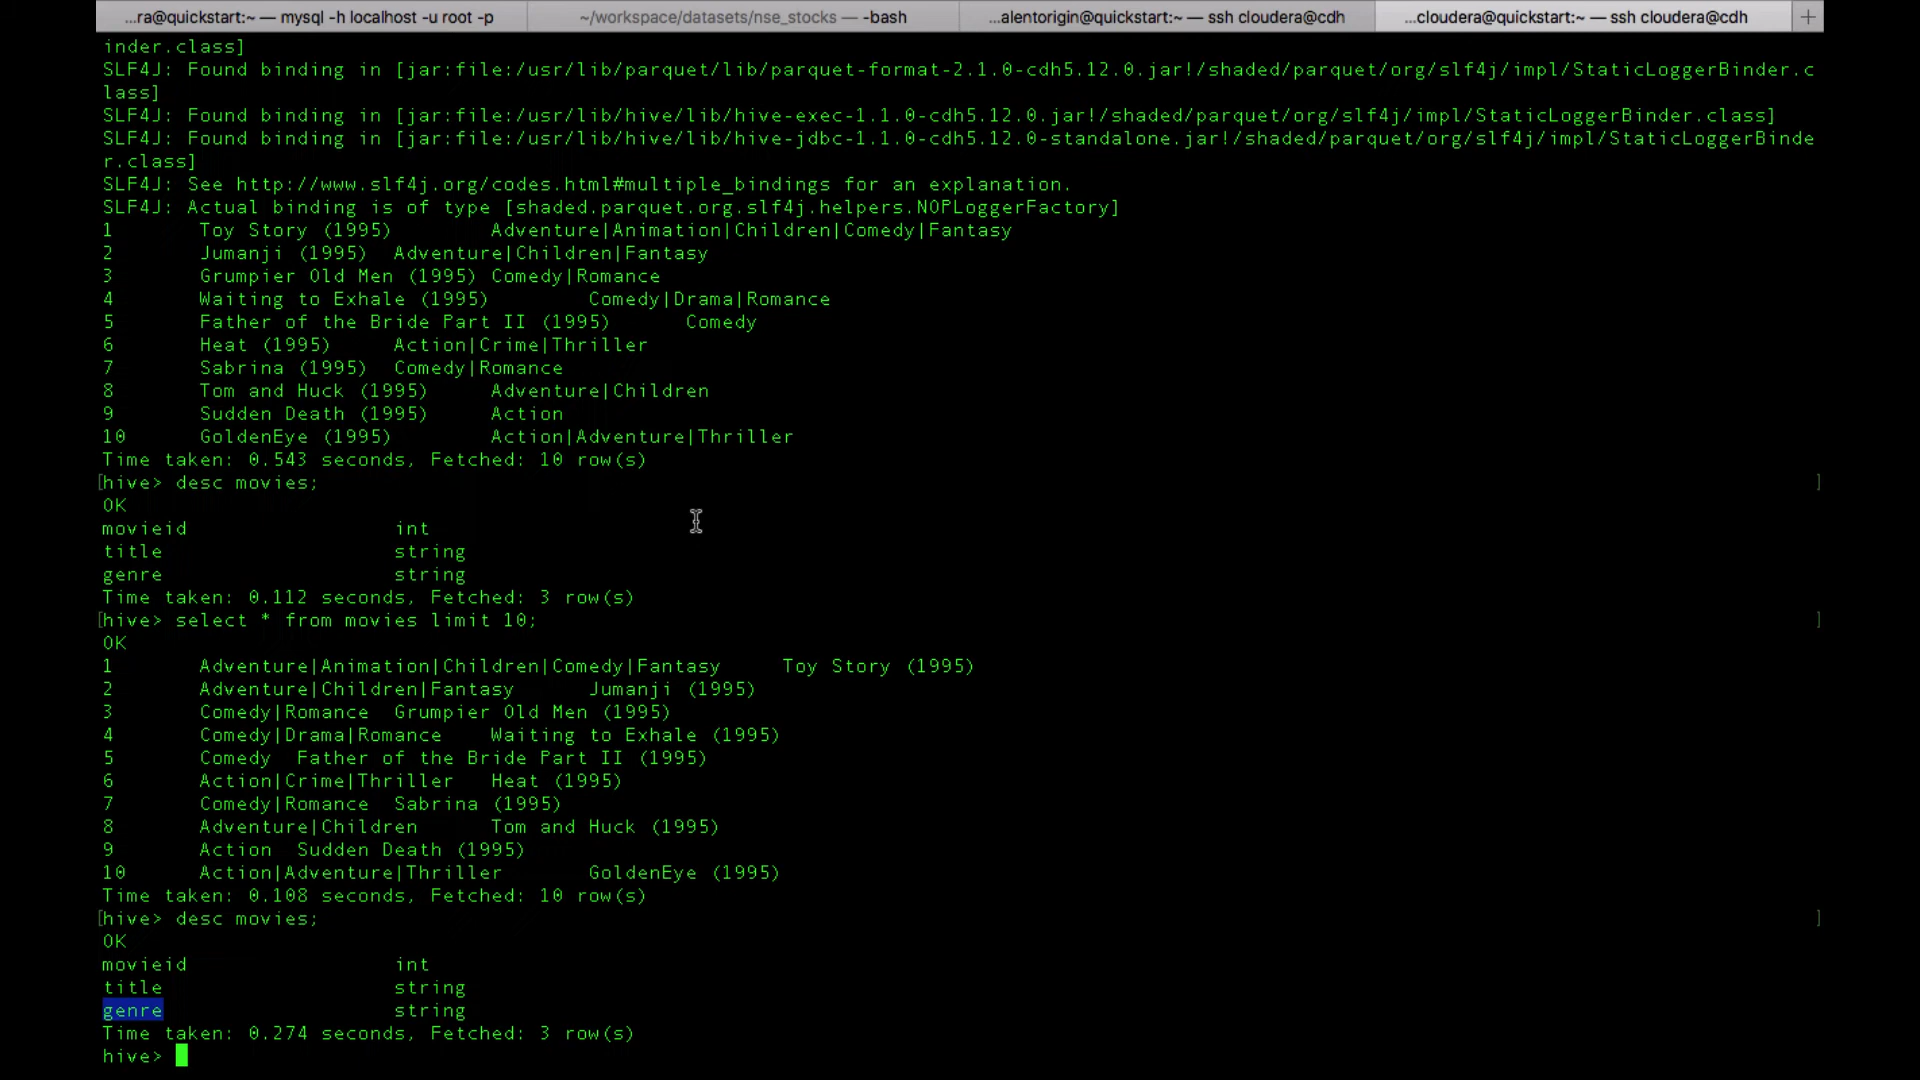 ...ra@quickstart:~ — mysql -h localhost -u root -p
~/workspace/datasets/nse_stocks — -bash
...alentorigin@quickstart:~ — ssh cloudera@cdh
...cloudera@quickstart:~ — ssh cloudera@cdh
+
inder.class]
SLF4J: Found binding in [jar:file:/usr/lib/parquet/lib/parquet-format-2.1.0-cdh5.12.0.jar!/shaded/parquet/org/slf4j/impl/StaticLoggerBinder.c
lass]
SLF4J: Found binding in [jar:file:/usr/lib/hive/lib/hive-exec-1.1.0-cdh5.12.0.jar!/shaded/parquet/org/slf4j/impl/StaticLoggerBinder.class]
SLF4J: Found binding in [jar:file:/usr/lib/hive/lib/hive-jdbc-1.1.0-cdh5.12.0-standalone.jar!/shaded/parquet/org/slf4j/impl/StaticLoggerBinde
r.class]
SLF4J: See http://www.slf4j.org/codes.html#multiple_bindings for an explanation.
SLF4J: Actual binding is of type [shaded.parquet.org.slf4j.helpers.NOPLoggerFactory]
1 Toy Story (1995) Adventure|Animation|Children|Comedy|Fantasy
2 Jumanji (1995) Adventure|Children|Fantasy
3 Grumpier Old Men (1995) Comedy|Romance
4 Waiting to Exhale (1995) Comedy|Drama|Romance
5 Father of the Bride Part II (1995) Comedy
6 Heat (1995) Action|Crime|Thriller
7 Sabrina (1995) Comedy|Romance
8 Tom and Huck (1995) Adventure|Children
9 Sudden Death (1995) Action
10 GoldenEye (1995) Action|Adventure|Thriller
Time taken: 0.543 seconds, Fetched: 10 row(s)
[hive> desc movies; ]
OK
movieid int
title string
genre string
Time taken: 0.112 seconds, Fetched: 3 row(s)
[hive> select * from movies limit 10; ]
OK
1 Adventure|Animation|Children|Comedy|Fantasy Toy Story (1995)
2 Adventure|Children|Fantasy Jumanji (1995)
3 Comedy|Romance Grumpier Old Men (1995)
4 Comedy|Drama|Romance Waiting to Exhale (1995)
5 Comedy Father of the Bride Part II (1995)
6 Action|Crime|Thriller Heat (1995)
7 Comedy|Romance Sabrina (1995)
8 Adventure|Children Tom and Huck (1995)
9 Action Sudden Death (1995)
10 Action|Adventure|Thriller GoldenEye (1995)
Time taken: 0.108 seconds, Fetched: 10 row(s)
[hive> desc movies; ]
OK
movieid int
title string
genre string
Time taken: 0.274 seconds, Fetched: 3 row(s)
hive>